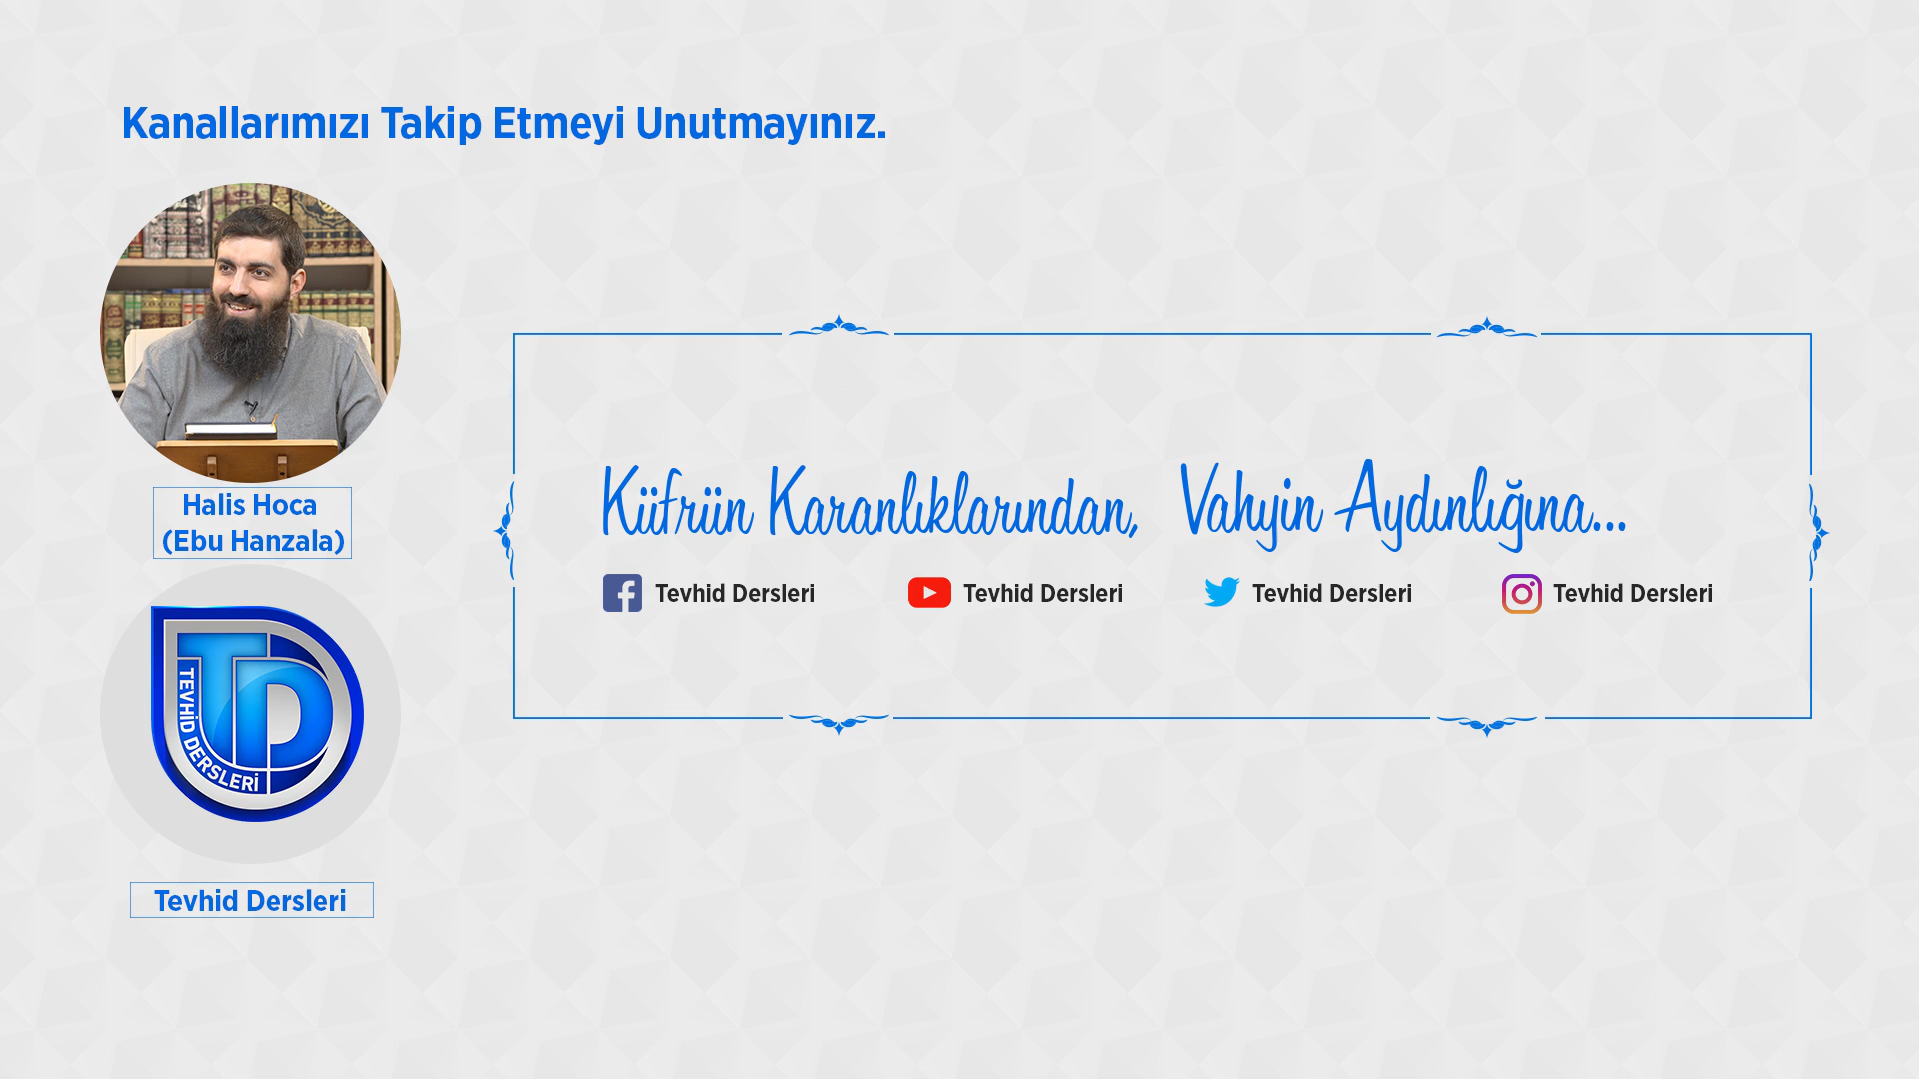 Kanallarımızı Takip Etmeyi Unutmayınız.
Halis Hoca
(Ebu Hanzala)
TD
TEVHİD DERSLERİ
Tevhid Dersleri
Küfrün Karanlıklarından, Vahyin Aydınlığına...
Tevhid Dersleri Tevhid Dersleri Tevhid Dersleri Tevhid Dersleri